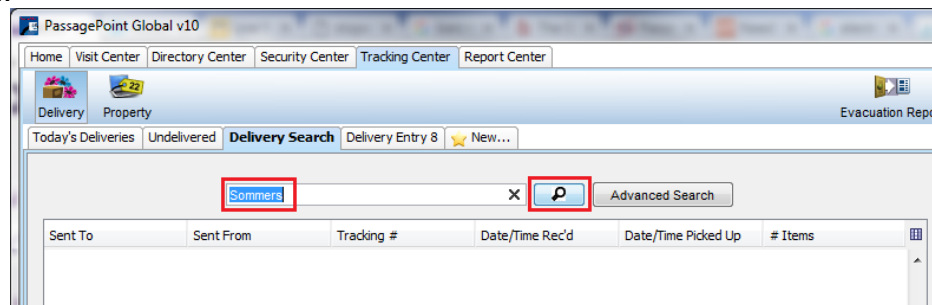 PassagePoint Global v10
Home Visit Center Directory Center Security Center Tracking Center Report Center
22
Delivery Property Evacuation Repo
Today's Deliveries Undelivered Delivery Search Delivery Entry 8 New...
Sommers Advanced Search
Sent To Sent From Tracking # Date/Time Rec'd Date/Time Picked Up # Items